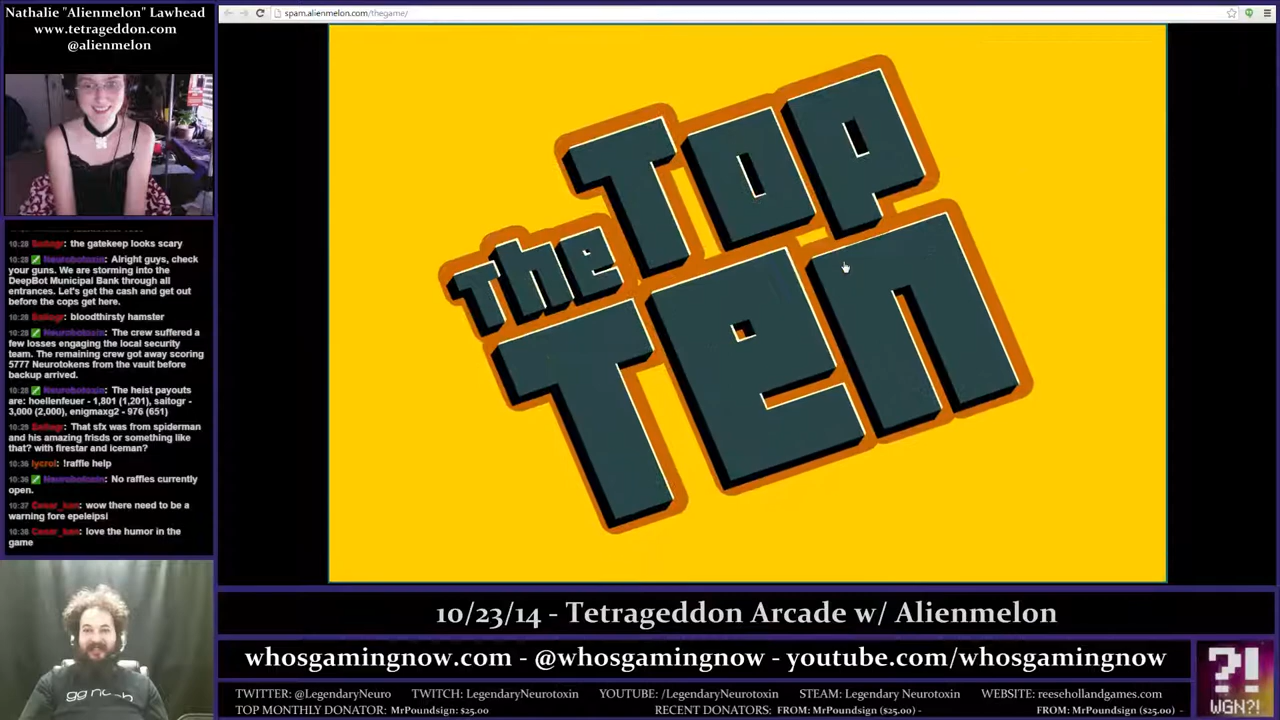 Nathalie "Alienmelon" Lawhead
www.tetrageddon.com
@alienmelon
spam.alienmelon.com/thegame/
The Top
Ten
10:28 the gatekeep looks scary
10:28 Alright guys, check
your guns. We are storming into the
DeepBot Municipal Bank through all
entrances. Let's get the cash and get out
before the cops get here.
10:28 bloodthirsty hamster
10:28 The crew suffered a
few losses engaging the local security
team. The remaining crew got away scoring
5777 Neurotokens from the vault before
backup arrived.
10:28 The heist payouts
are: hoellenfeuer - 1,801 (1,201), saitogr -
3,000 (2,000), enigmaxg2 - 976 (651)
10:29 That sfx was from spiderman
and his amazing frisds or something like
that? with firestar and iceman?
10:36 lycrol: !raffle help
10:36 No raffles currently
open.
10:37 wow there need to be a
warning fore epeleipsi
10:38 love the humor in the
game
10/23/14 - Tetrageddon Arcade w/ Alienmelon
whosgamingnow.com - @whosgamingnow - youtube.com/whosgamingnow
TWITTER: @LegendaryNeuro TWITCH: LegendaryNeurotoxin YOUTUBE: /LegendaryNeurotoxin STEAM: Legendary Neurotoxin WEBSITE: reesehollandgames.com
TOP MONTHLY DONATOR: MrPoundsign: $25.00 RECENT DONATORS: FROM: MrPoundsign ($25.00) - FROM: MrPoundsign ($25.00) -
?!
WGN?!